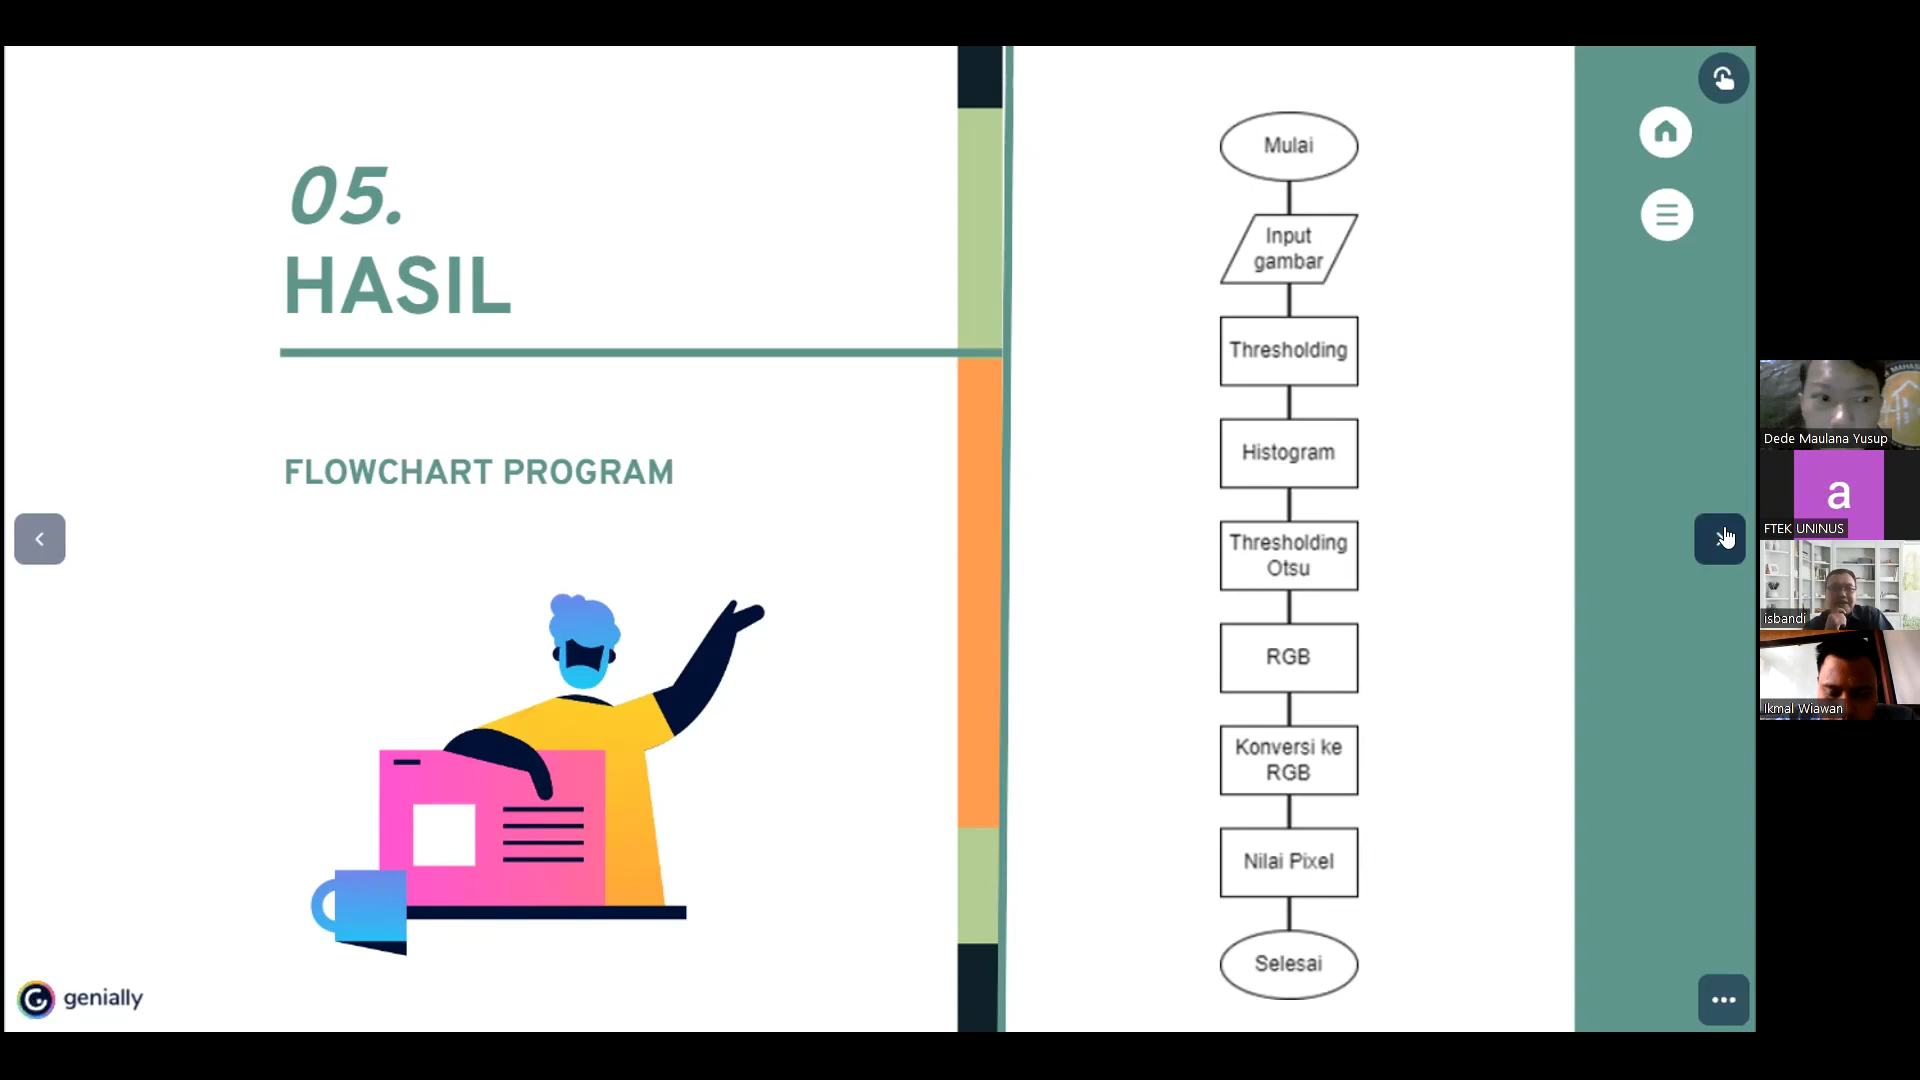 05.
HASIL
FLOWCHART PROGRAM
genially
Mulai
Input
gambar
Thresholding
Histogram
Thresholding
Otsu
RGB
Konversi ke
RGB
Nilai Pixel
Selesai
Dede Maulana Yusup
a
FTEK UNINUS
isbandi
Ikmal Wiawan